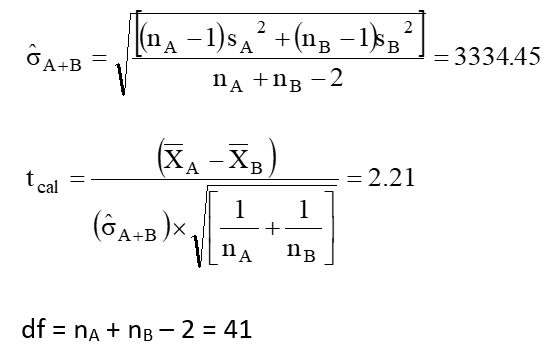 σ̂A+B = √[(nA −1)sA² +(nB −1)sB²] / nA + nB − 2 = 3334.45
tcal = (X̅A − X̅B) / (σ̂A+B)×√[1/nA + 1/nB] = 2.21
df = nA + nB – 2 = 41